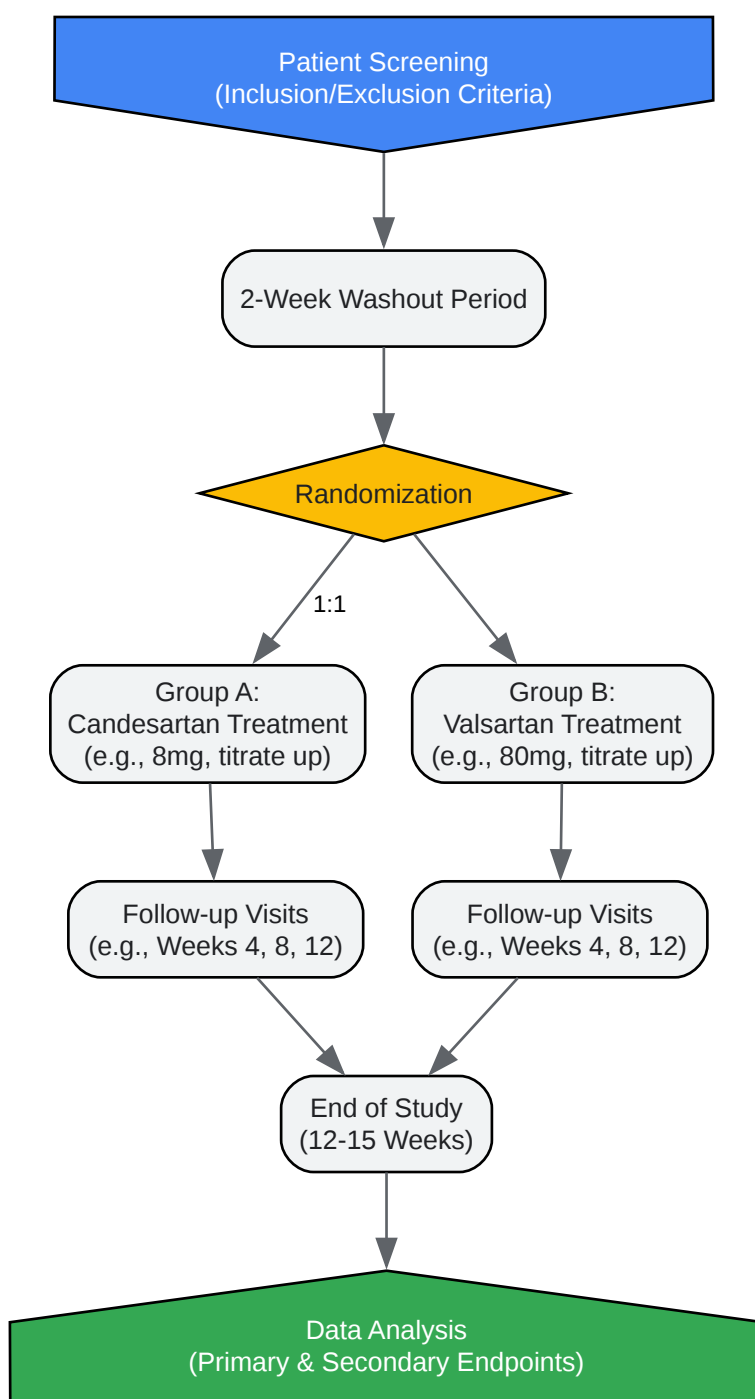 Patient Screening
(Inclusion/Exclusion Criteria)
2-Week Washout Period
Randomization
1:1
Group A:
Candesartan Treatment
(e.g., 8mg, titrate up)
Group B:
Valsartan Treatment
(e.g., 80mg, titrate up)
Follow-up Visits
(e.g., Weeks 4, 8, 12)
Follow-up Visits
(e.g., Weeks 4, 8, 12)
End of Study
(12-15 Weeks)
Data Analysis
(Primary & Secondary Endpoints)